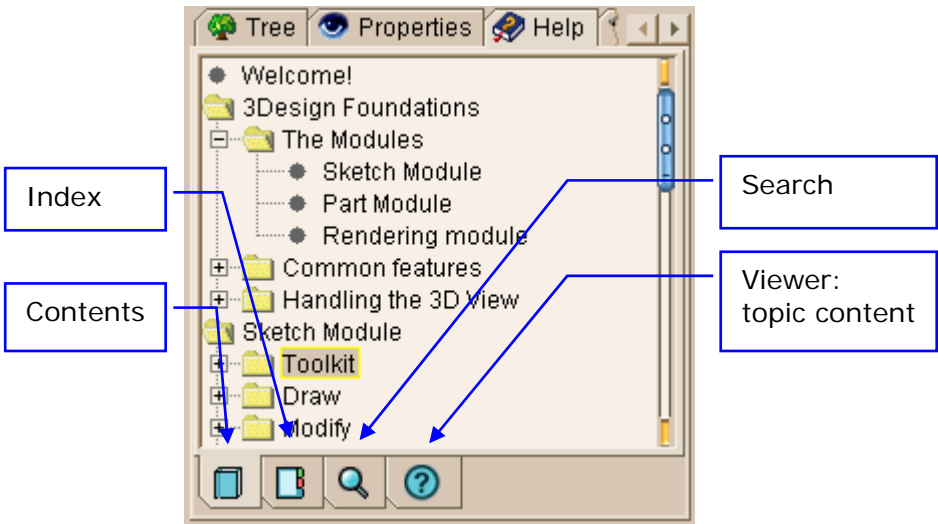 Tree Properties Help
Welcome!
3Design Foundations
The Modules
Sketch Module
Part Module
Rendering module
Common features
Handling the 3D View
Sketch Module
Toolkit
Draw
Modify
Index
Contents
Search
Viewer:
topic content